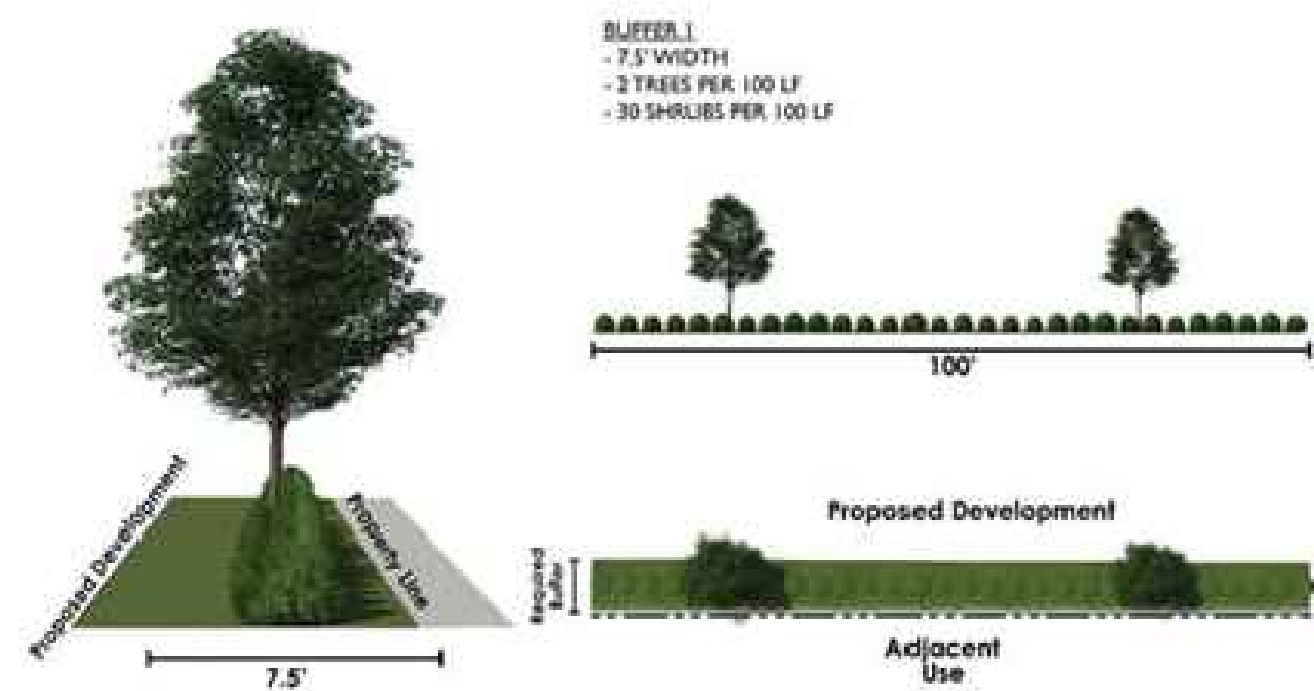 BUFFER 1
- 7.5' WIDTH
- 2 TREES PER 100 LF
- 30 SHRUBS PER 100 LF
100'
Proposed Development
Property Line
7.5'
Proposed Development
Required
Buffer
Adjacent
Use